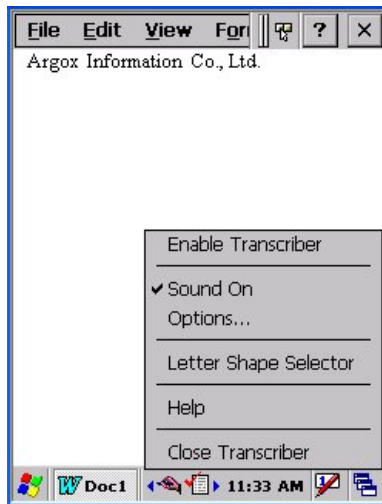 File Edit View For ? ×
Argox Information Co., Ltd.
Enable Transcriber
Sound On
Options...
Letter Shape Selector
Help
Close Transcriber
Doc1 11:33 AM